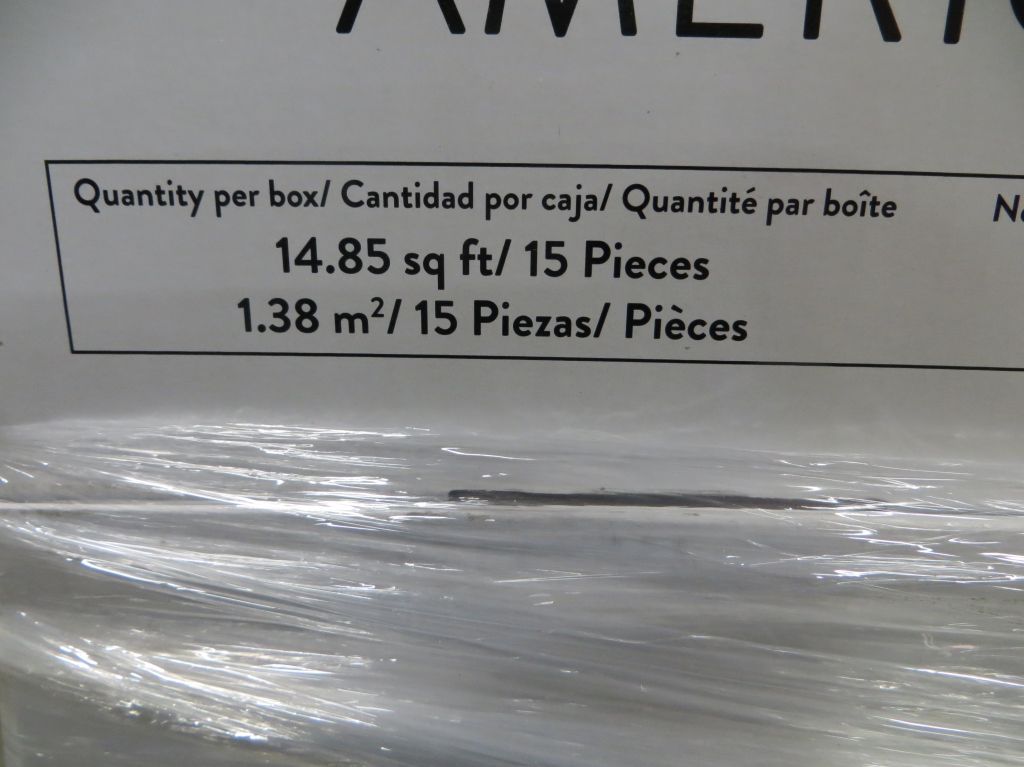 Quantity per box/ Cantidad por caja/ Quantité par boîte
14.85 sq ft/ 15 Pieces
1.38 m²/ 15 Piezas/ Pièces